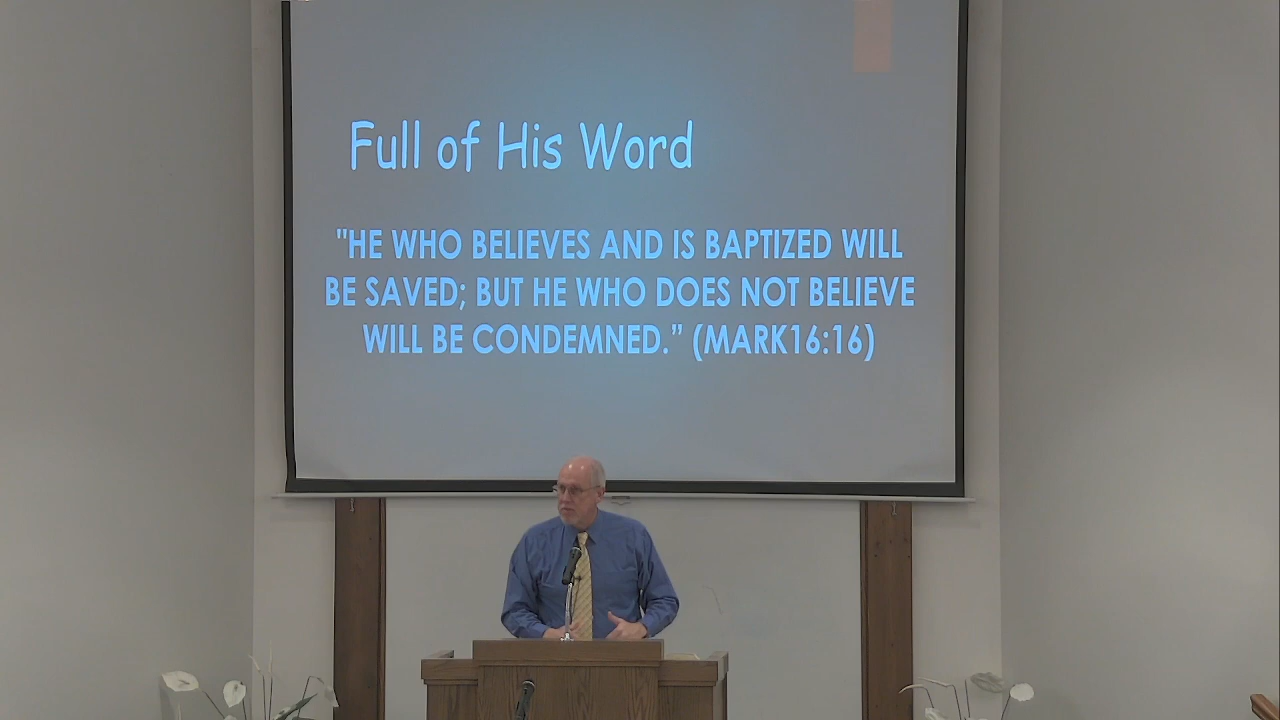 Full of His Word
"HE WHO BELIEVES AND IS BAPTIZED WILL
BE SAVED; BUT HE WHO DOES NOT BELIEVE
WILL BE CONDEMNED.” (MARK16:16)